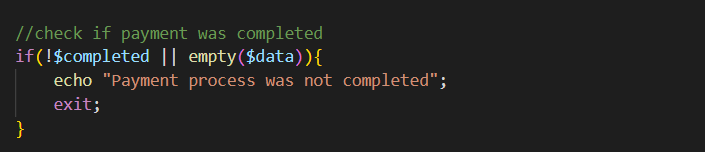 //check if payment was completed
if(!$completed || empty($data)){
    echo "Payment process was not completed";
    exit;
}